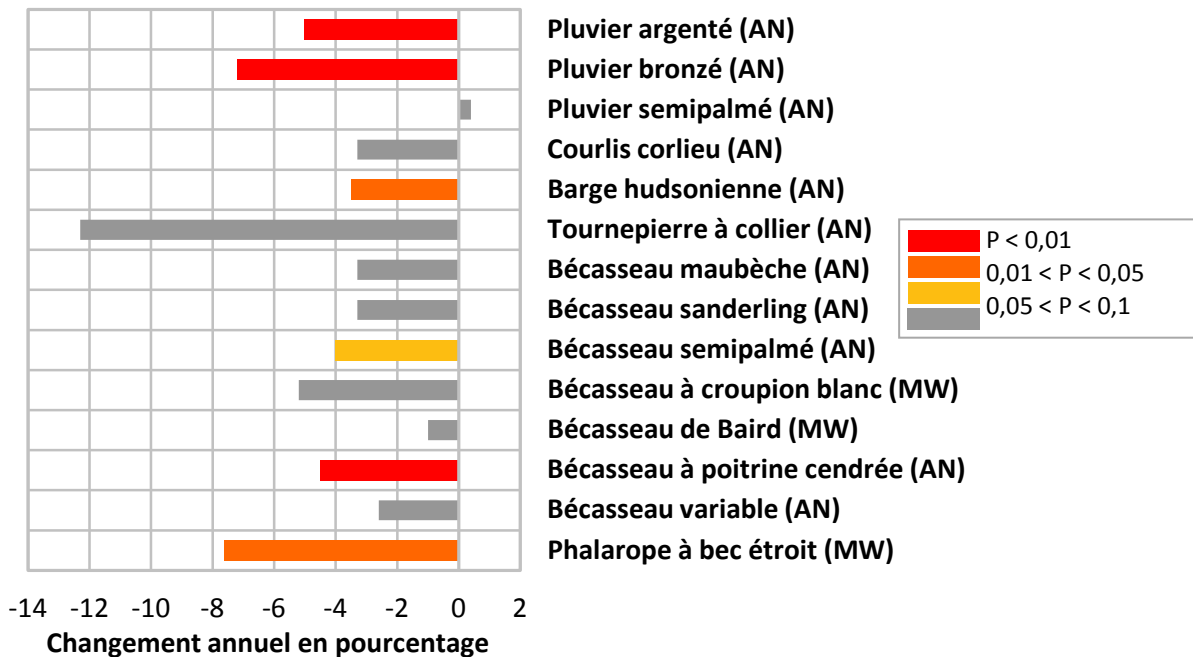 Pluvier argenté (AN)
Pluvier bronzé (AN)
Pluvier semipalmé (AN)
Courlis corlieu (AN)
Barge hudsonienne (AN)
Tournepierre à collier (AN)
Bécasseau maubèche (AN)
Bécasseau sanderling (AN)
Bécasseau semipalmé (AN)
Bécasseau à croupion blanc (MW)
Bécasseau de Baird (MW)
Bécasseau à poitrine cendrée (AN)
Bécasseau variable (AN)
Phalarope à bec étroit (MW)
P < 0,01
0,01 < P < 0,05
0,05 < P < 0,1
-14 -12 -10 -8 -6 -4 -2 0 2
Changement annuel en pourcentage